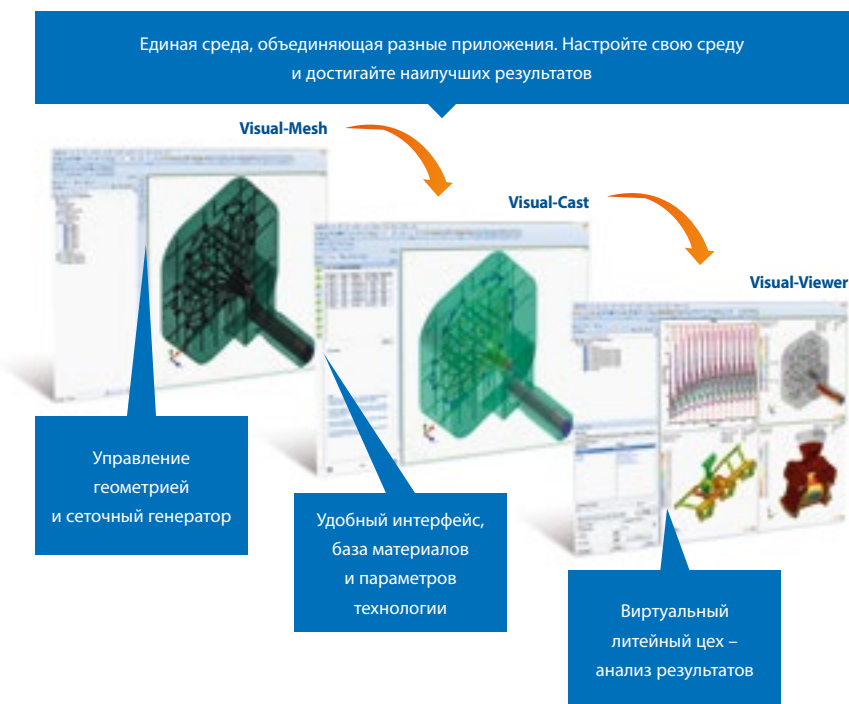 Единая среда, объединяющая разные приложения. Настройте свою среду
и достигайте наилучших результатов
Visual-Mesh
Visual-Cast
Visual-Viewer
Управление
геометрией
и сеточный генератор
Удобный интерфейс,
база материалов
и параметров
технологии
Виртуальный
литейный цех –
анализ результатов